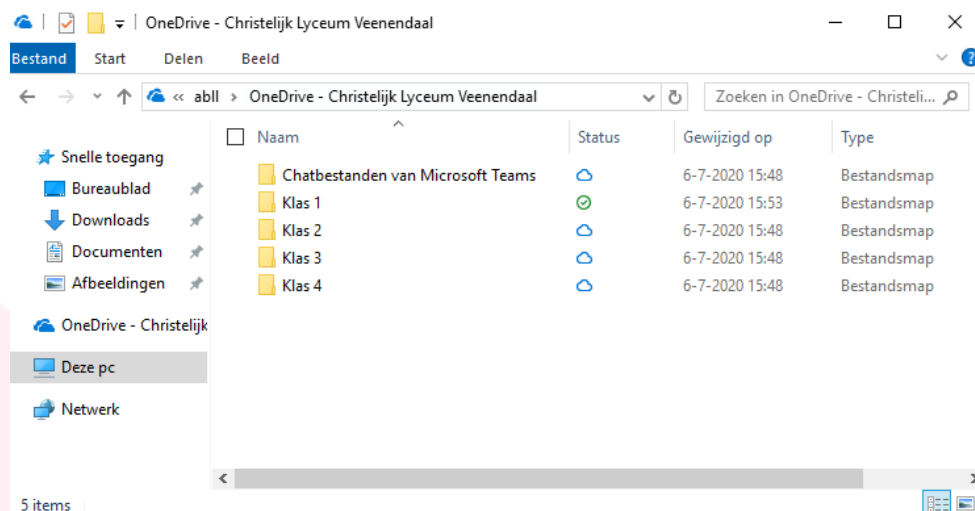 OneDrive - Christelijk Lyceum Veenendaal
Bestand Start Delen Beeld ?
« abll > OneDrive - Christelijk Lyceum Veenendaal Zoeken in OneDrive - Christeli...
Naam Status Gewijzigd op Type
Snelle toegang
Bureaublad
Downloads
Documenten
Afbeeldingen
OneDrive - Christelijk
Deze pc
Netwerk
Chatbestanden van Microsoft Teams 6-7-2020 15:48 Bestandsmap
Klas 1 6-7-2020 15:53 Bestandsmap
Klas 2 6-7-2020 15:48 Bestandsmap
Klas 3 6-7-2020 15:48 Bestandsmap
Klas 4 6-7-2020 15:48 Bestandsmap
5 items